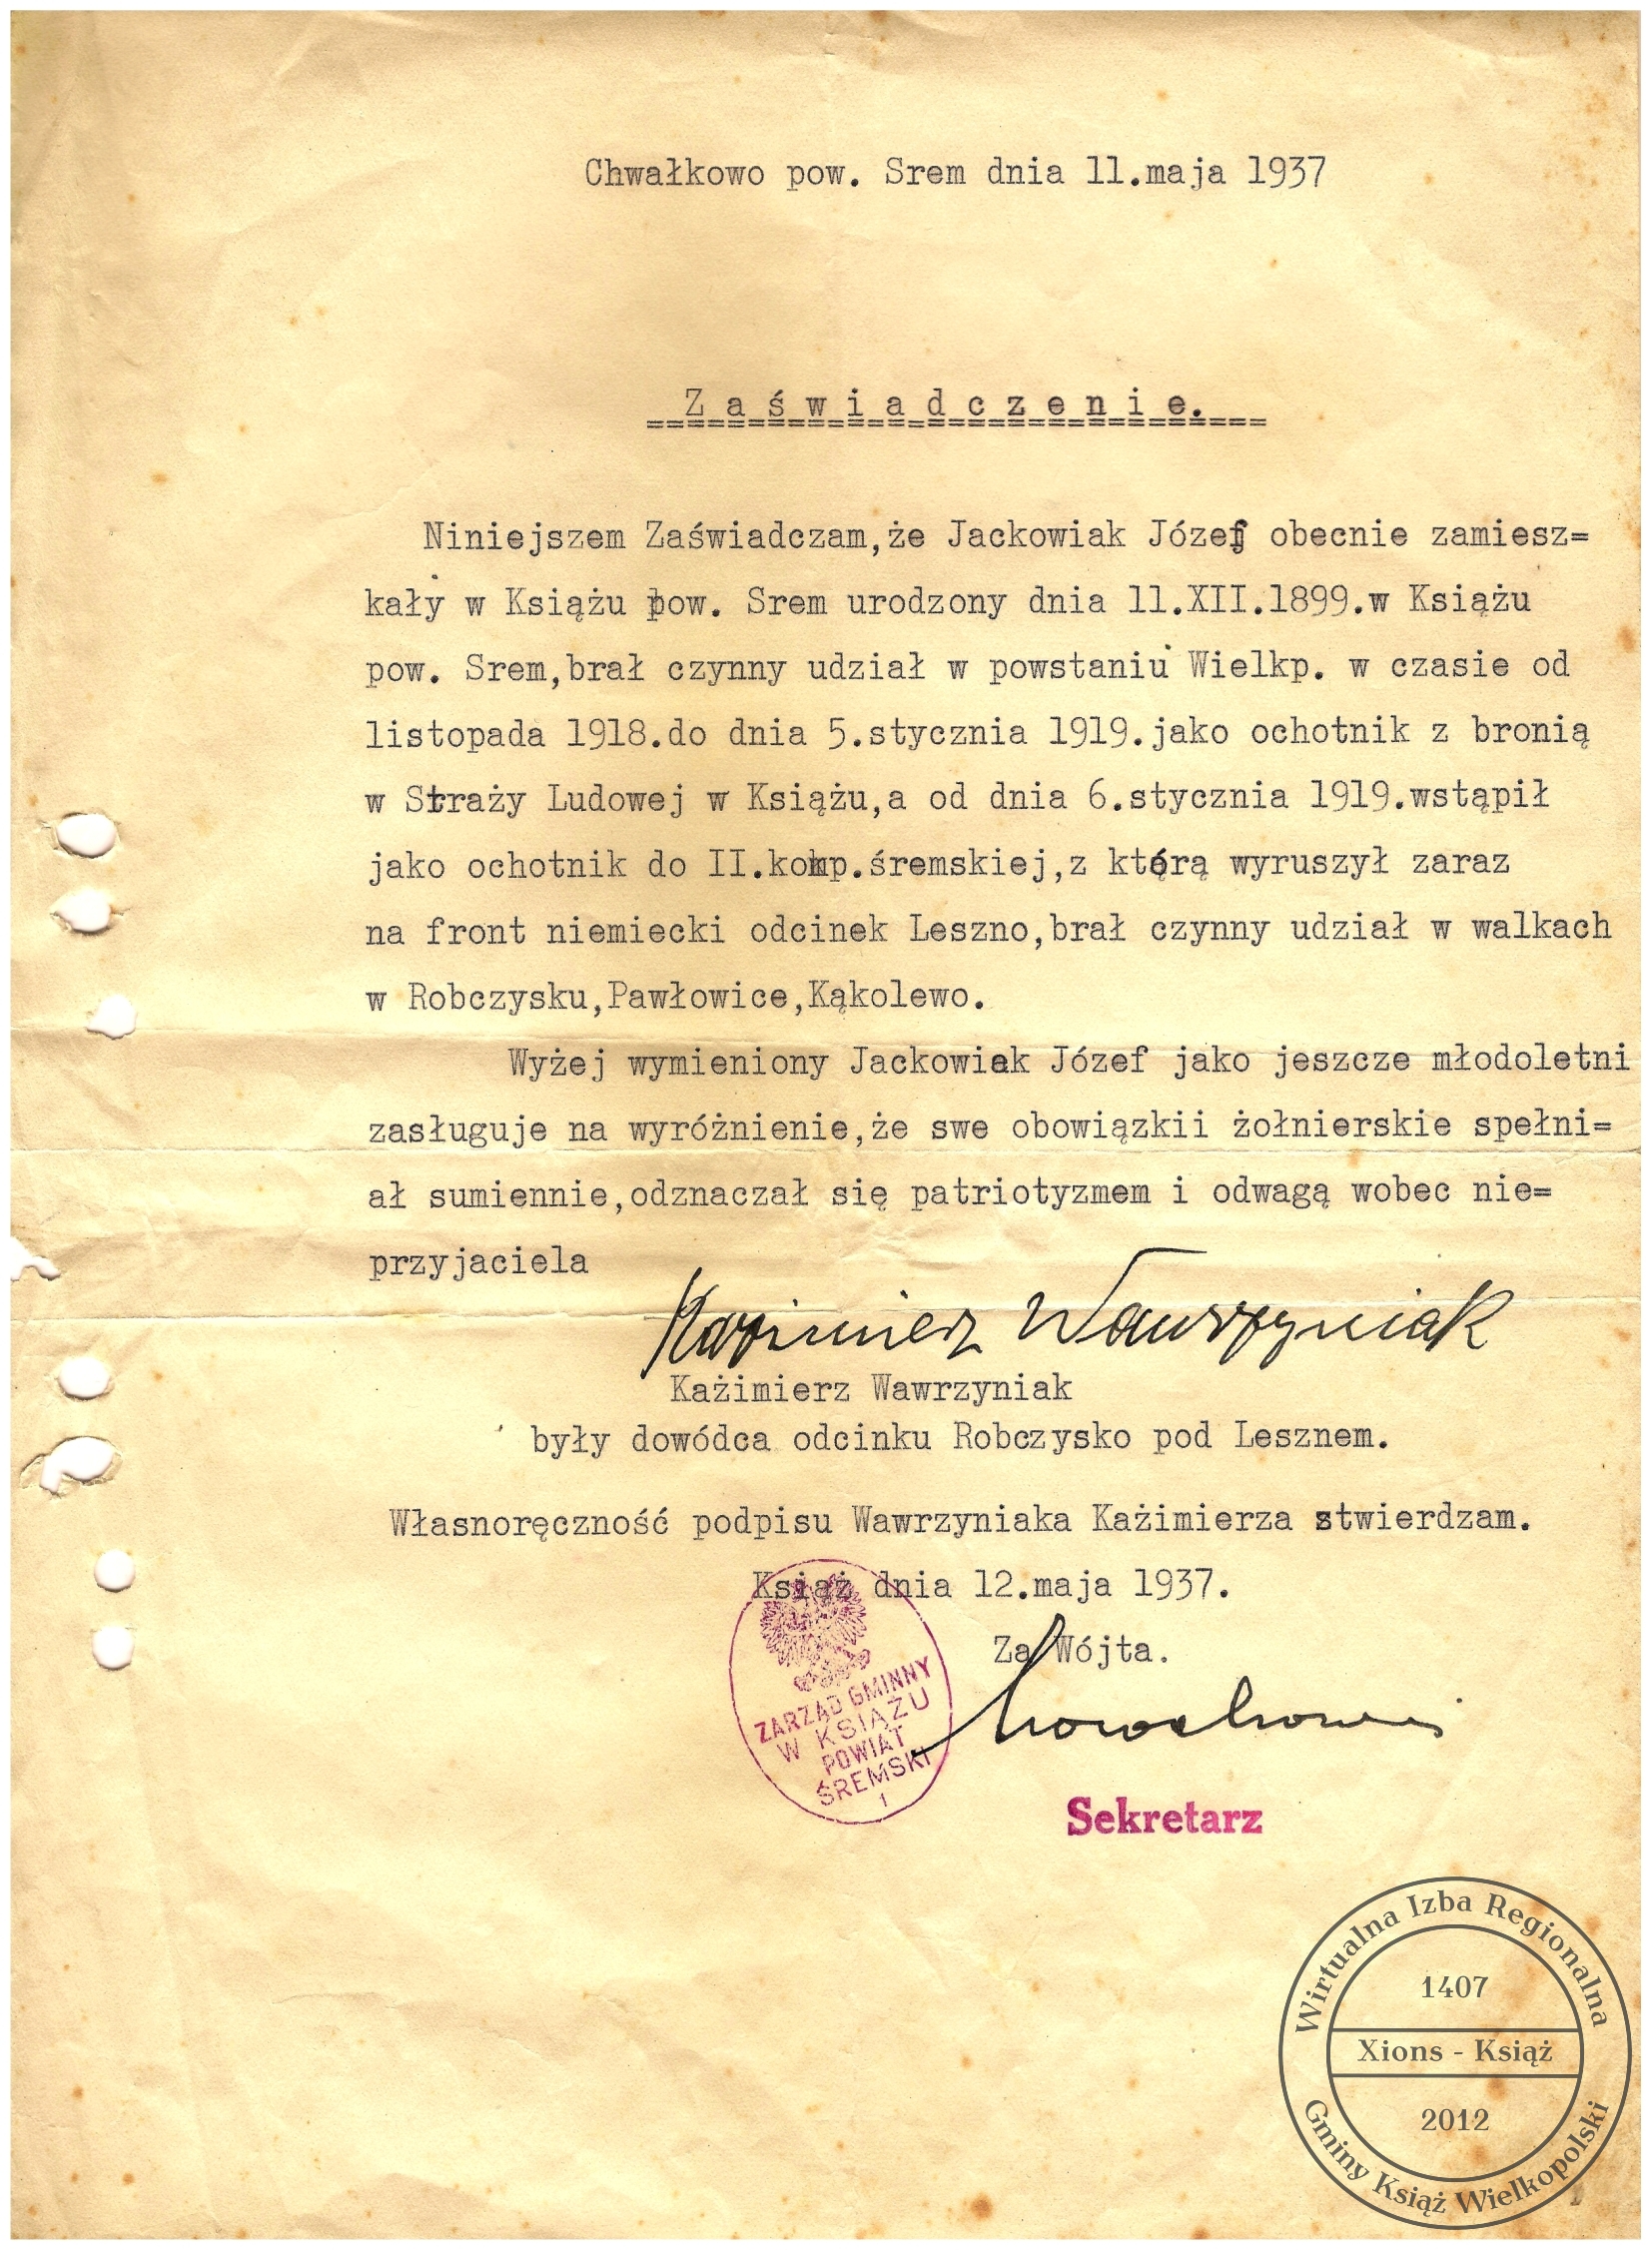 Chwałkowo pow. Srem dnia 11.maja 1937
Zaświadczenie.
Niniejszem Zaświadczam,że Jackowiak Józef obecnie zamiesz=
kały w Książu pow. Srem urodzony dnia 11.XII.1899.w Książu
pow. Srem,brał czynny udział w powstaniu Wielkp. w czasie od
listopada 1918.do dnia 5.stycznia 1919.jako ochotnik z bronią
w Straży Ludowej w Książu,a od dnia 6.stycznia 1919.wstąpił
jako ochotnik do II.komp.śremskiej,z którą wyruszył zaraz
na front niemiecki odcinek Leszno,brał czynny udział w walkach
w Robczysku,Pawłowice,Kąkolewo.
Wyżej wymieniony Jackowiak Józef jako jeszcze młodoletni
zasługuje na wyróżnienie,że swe obowiązkii żołnierskie spełni=
ał sumiennie,odznaczał się patriotyzmem i odwagą wobec nie=
przyjaciela
Kazimierz Wawrzyniak
Każimierz Wawrzyniak
były dowódca odcinku Robczysko pod Lesznem.
Własnoręczność podpisu Wawrzyniaka Każimierza stwierdzam.
Książ dnia 12.maja 1937.
Za Wójta.
ZARZĄD GMINNY
W KSIĄŻU
POWIAT
ŚREMSKI
1
Sekretarz
Wirtualna Izba Regionalna
1407
Xions - Książ
2012
Gminy Książ Wielkopolski